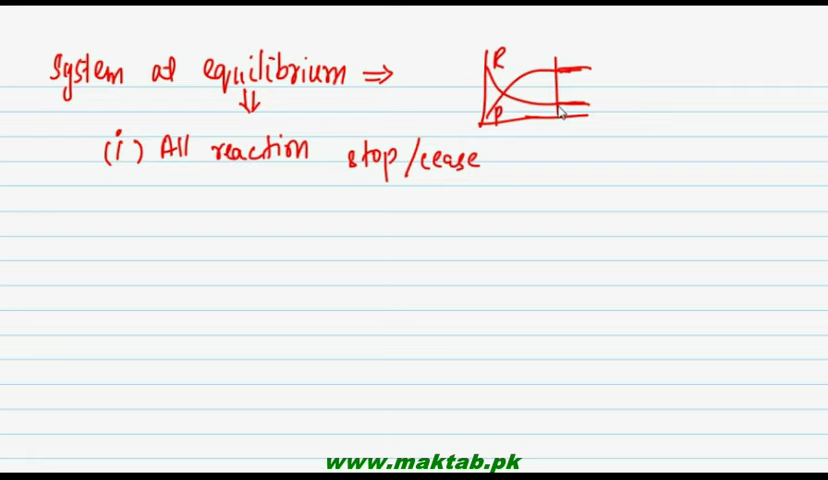 System at equilibrium ⇒
R
P
⇓
(i) All reaction stop/cease
www.maktab.pk